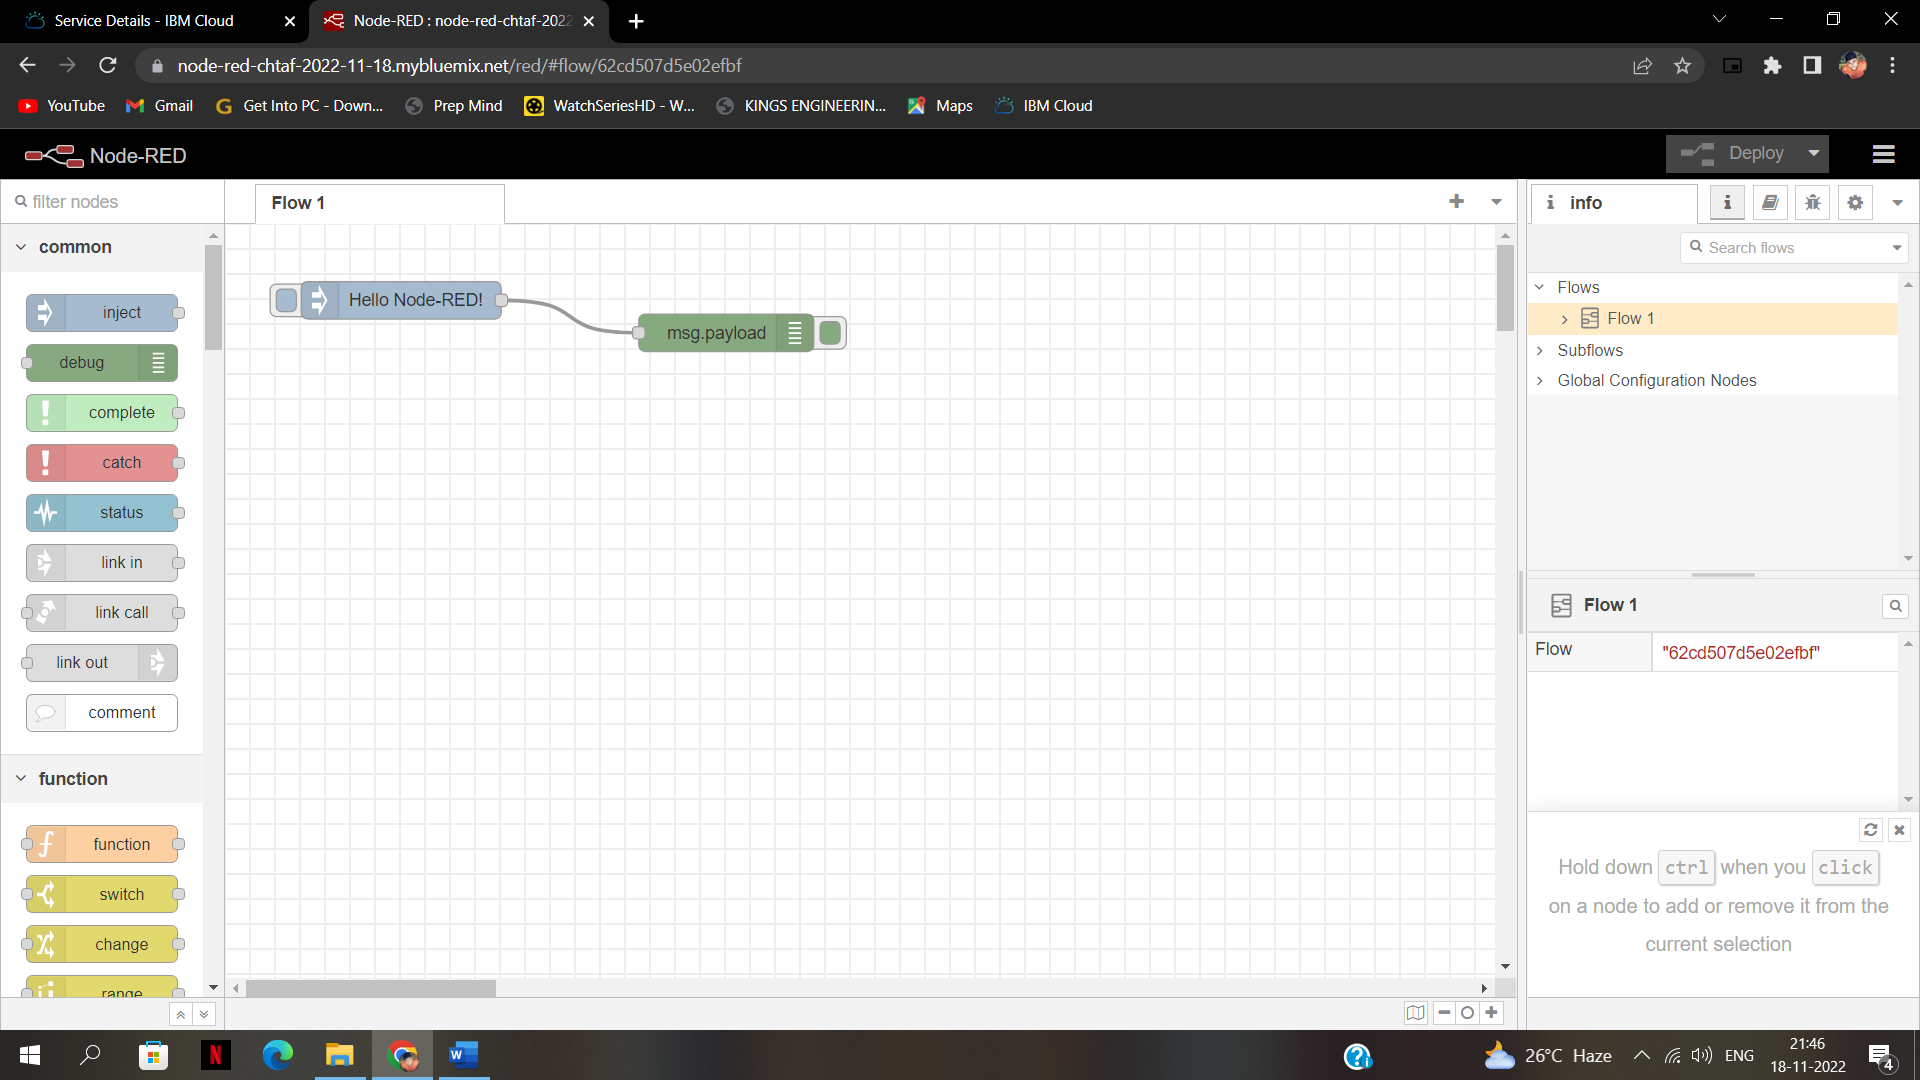 Service Details - IBM Cloud
Node-RED : node-red-chtaf-2022
node-red-chtaf-2022-11-18.mybluemix.net/red/#flow/62cd507d5e02efbf
YouTube
Gmail
Get Into PC - Down...
Prep Mind
WatchSeriesHD - W...
KINGS ENGINEERIN...
Maps
IBM Cloud
Node-RED
Deploy
filter nodes
common
inject
debug
complete
catch
status
link in
link call
link out
comment
function
function
switch
change
range
Flow 1
Hello Node-RED!
msg.payload
info
Search flows
Flows
Flow 1
Subflows
Global Configuration Nodes
Flow 1
Flow
"62cd507d5e02efbf"
Hold down ctrl when you click
on a node to add or remove it from the
current selection
26°C Haze
ENG
21:46
18-11-2022
4